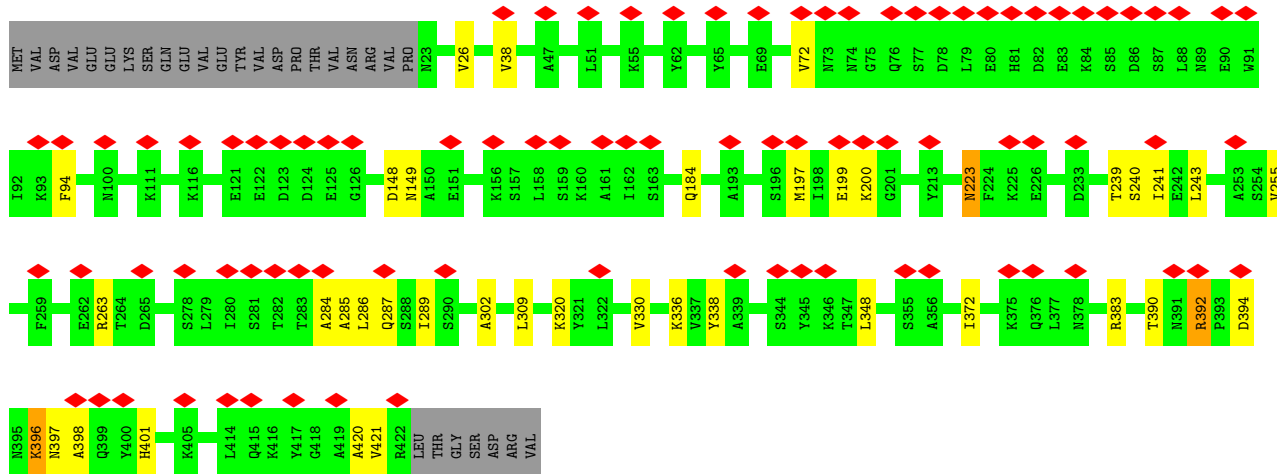 MET VAL ASP VAL GLU GLU LYS SER GLN GLU VAL GLU TYR VAL ASP PRO THR VAL ASN ARG VAL PRO N23 V26 V38 A47 L51 K55 Y62 Y65 E69 V72 N73 N74 G75 Q76 S77 D78 L79 E80 H81 D82 E83 K84 S85 D86 S87 L88 N89 E90 W91
I92 K93 F94 N100 K111 K116 E121 E122 D123 D124 E125 G126 D148 N149 A150 E151 K156 S157 L158 S159 K160 A161 I162 S163 Q184 A193 S196 M197 I198 E199 K200 G201 Y213 N223 F224 K225 E226 D233 T239 S240 I241 E242 L243 A253 S254 V255
F259 E262 R263 T264 D265 S278 L279 I280 S281 T282 T283 A284 A285 L286 Q287 S288 I289 S290 A302 L309 K320 Y321 L322 V330 K336 V337 Y338 A339 S344 Y345 K346 T347 L348 S355 A356 I372 K375 Q376 L377 N378 R383 T390 N391 R392 P393 D394
N395 K396 N397 A398 Q399 Y400 H401 K405 L414 Q415 K416 Y417 G418 A419 A420 V421 R422 LEU THR GLY SER ASP ARG VAL